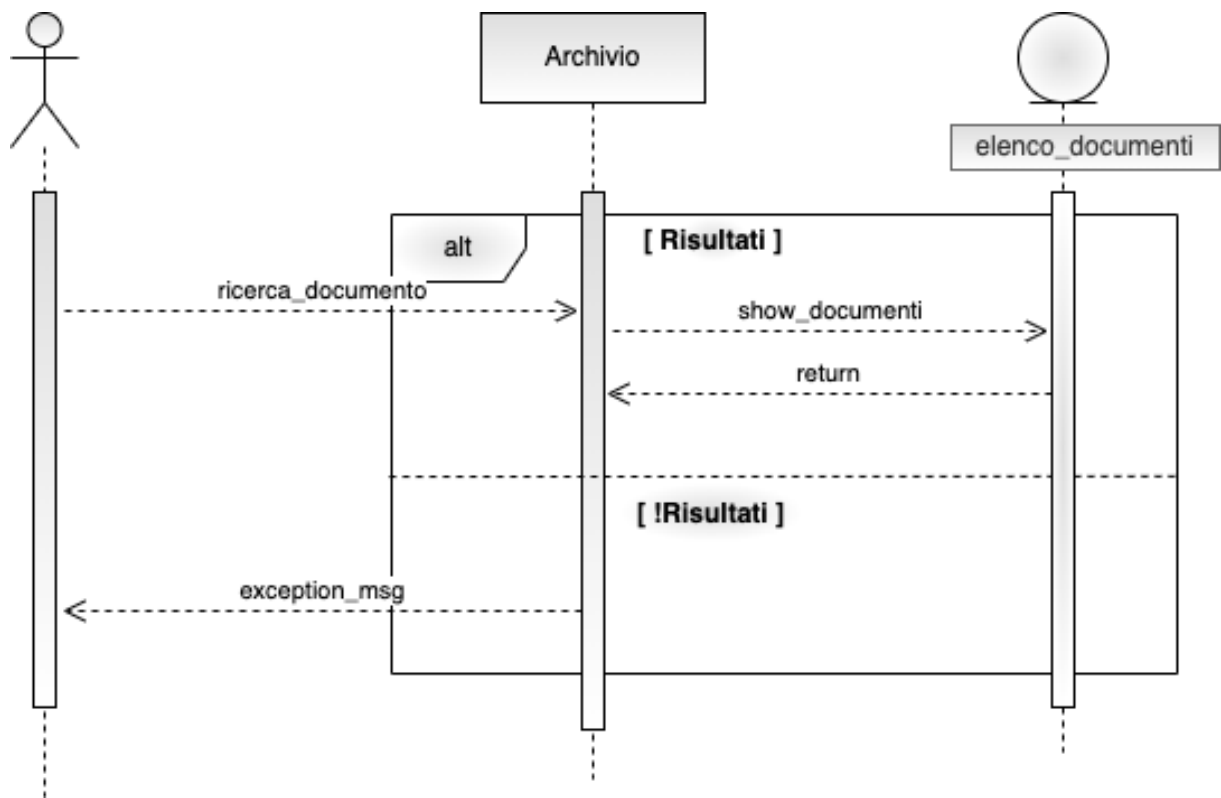 Archivio
elenco_documenti
alt
[ Risultati ]
ricerca_documento
show_documenti
return
[ !Risultati ]
exception_msg